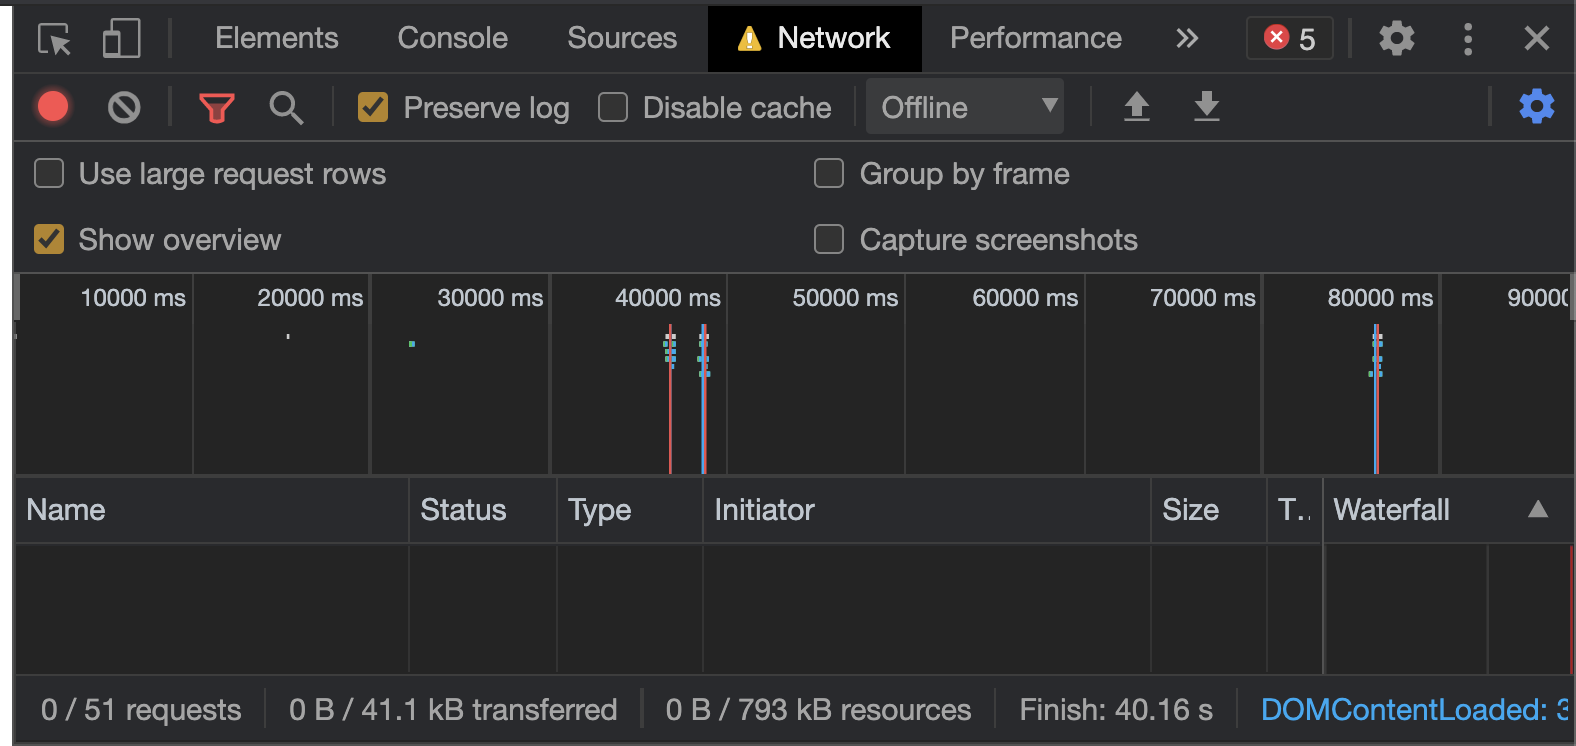 Elements Console Sources Network Performance 5
Preserve log Disable cache Offline
Use large request rows Group by frame
Show overview Capture screenshots
10000 ms 20000 ms 30000 ms 40000 ms 50000 ms 60000 ms 70000 ms 80000 ms 9000
Name Status Type Initiator Size T.. Waterfall
0 / 51 requests 0 B / 41.1 kB transferred 0 B / 793 kB resources Finish: 40.16 s DOMContentLoaded: 3